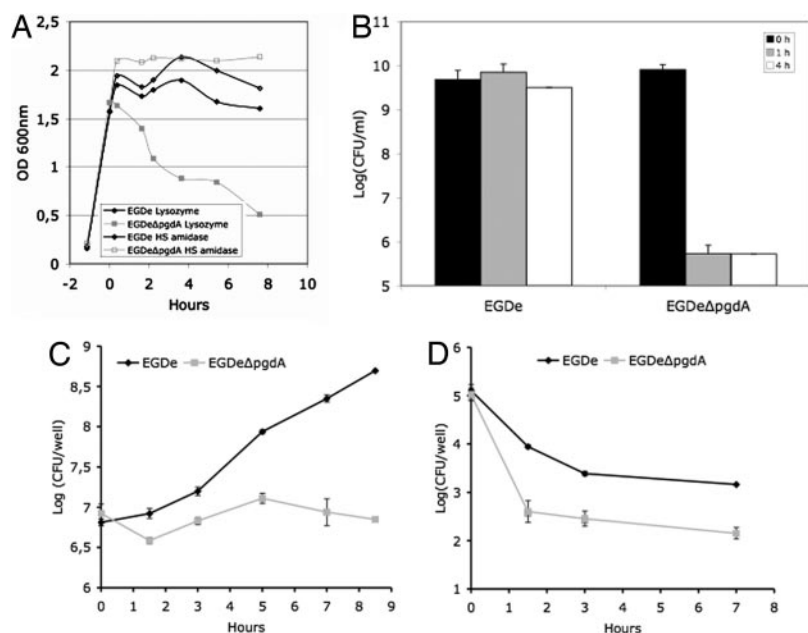 A
OD 600nm
2,5
2
1,5
1
0,5
0
-2 0 2 4 6 8 10
Hours
EGDe Lysozyme
EGDeΔpgdA Lysozyme
EGDe HS amidase
EGDeΔpgdA HS amidase
B
Log(CFU/ml)
11
10
9
8
7
6
5
EGDe EGDeΔpgdA
0 h
1 h
4 h
C
EGDe EGDeΔpgdA
Log (CFU/well)
9
8,5
8
7,5
7
6,5
6
0 1 3 5 7 8 9
Hours
D
EGDe EGDeΔpgdA
Log(CFU/well)
6
5
4
3
2
1
0 1 2 3 4 5 6 7 8
Hours